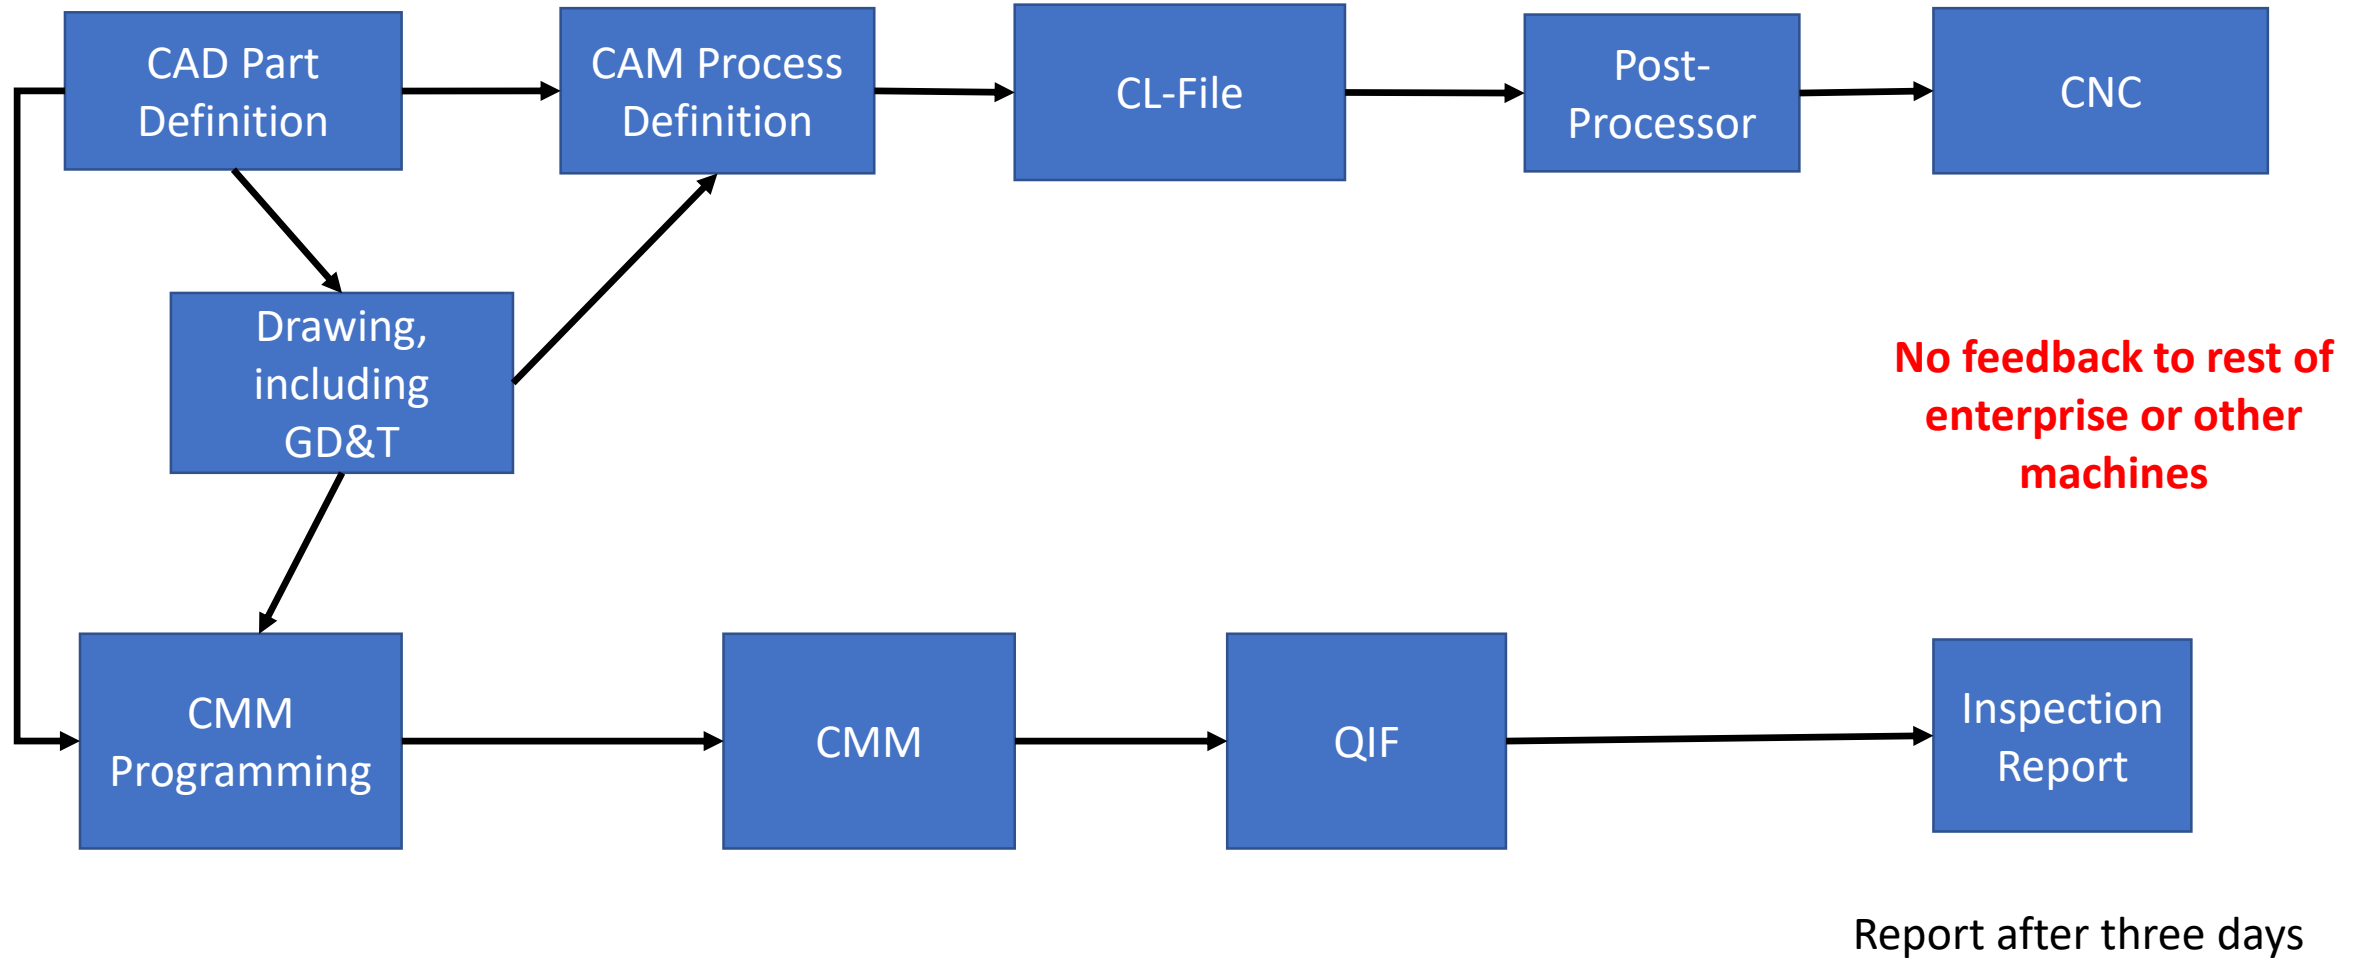 CAD Part
Definition
CAM Process
Definition
CL-File
Post-
Processor
CNC
Drawing,
including
GD&T
No feedback to rest of
enterprise or other
machines
CMM
Programming
CMM
QIF
Inspection
Report
Report after three days